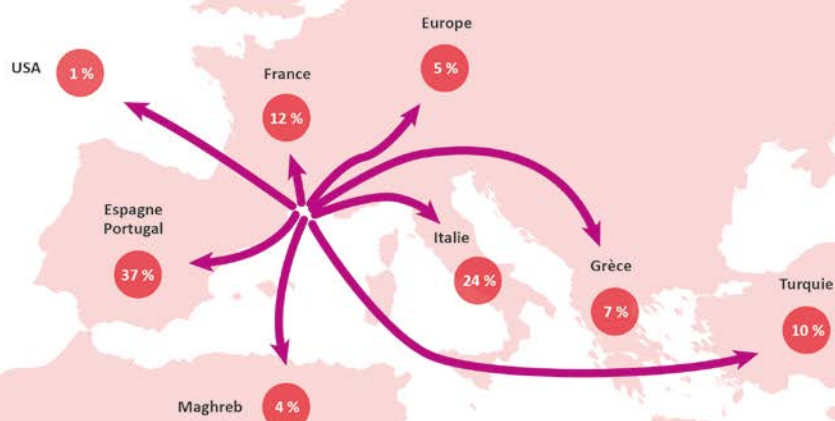 Europe
5 %
USA
1 %
France
12 %
Espagne
Portugal
37 %
Italie
24 %
Grèce
7 %
Turquie
10 %
Maghreb
4 %